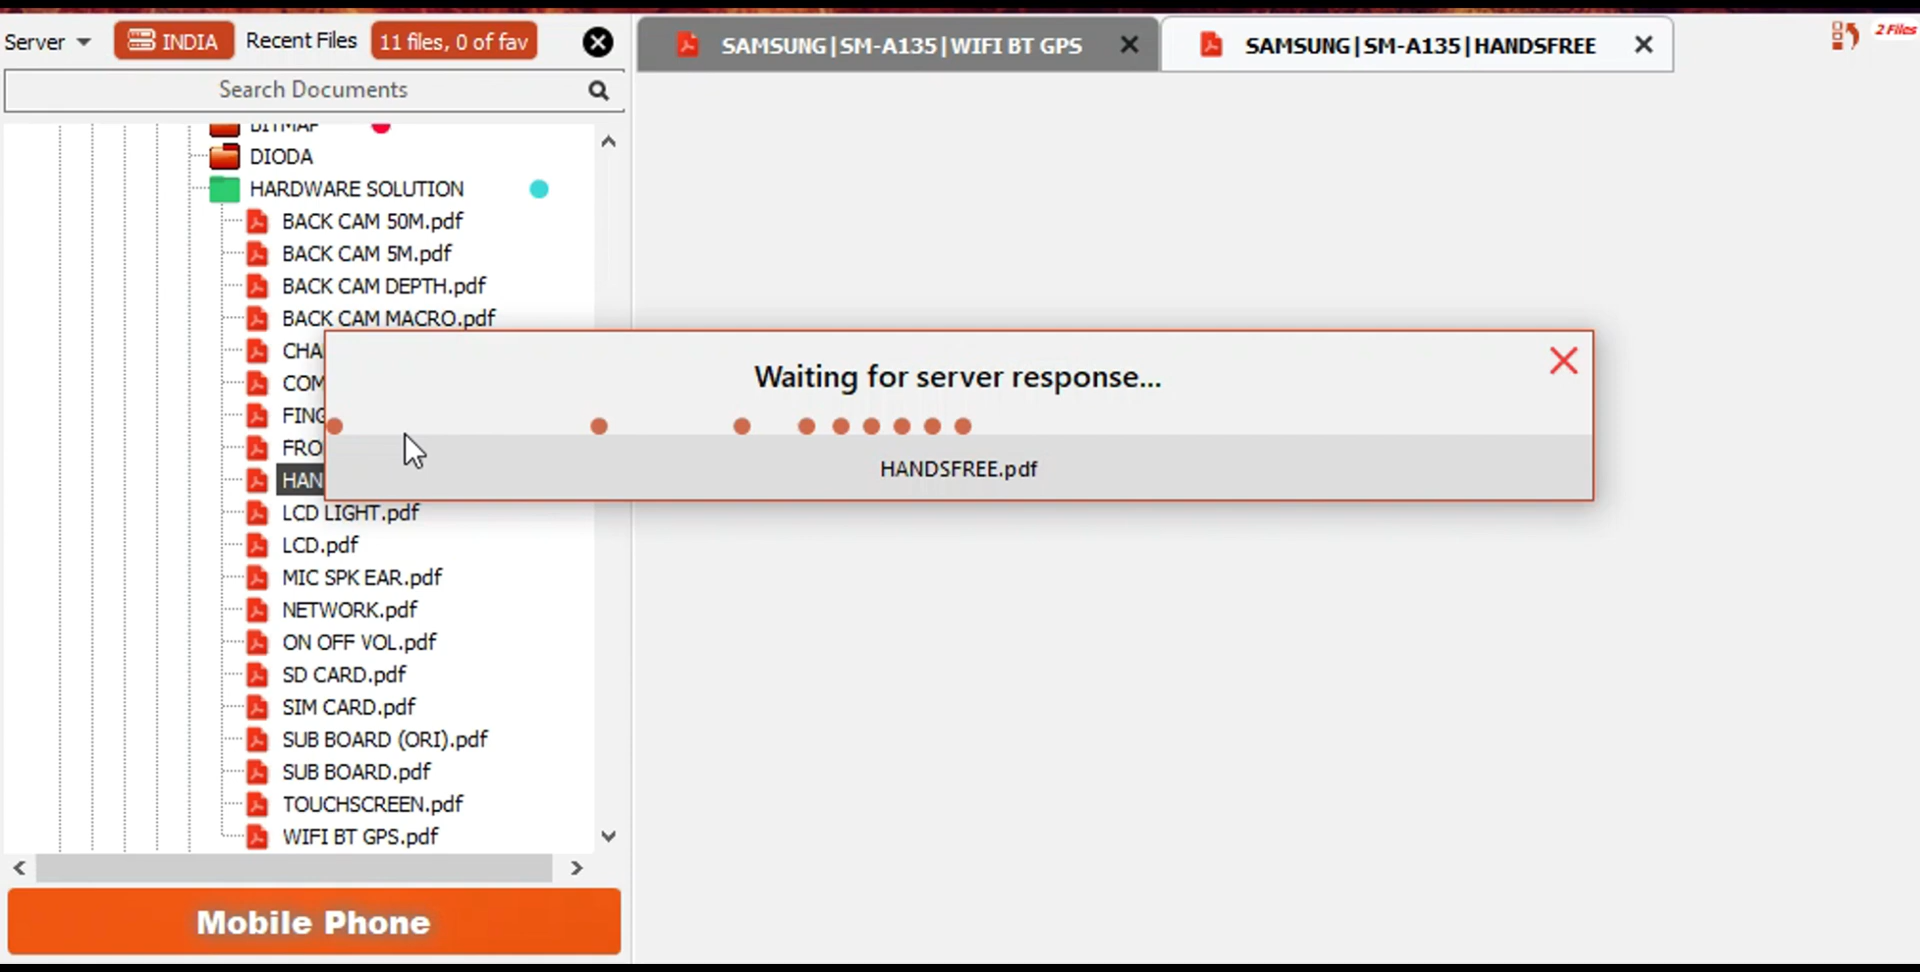 Server
INDIA
Recent Files
11 files, 0 of fav
SAMSUNG|SM-A135|WIFI BT GPS
SAMSUNG|SM-A135|HANDSFREE
2 Files
Search Documents
BITMAP
DIODA
HARDWARE SOLUTION
BACK CAM 50M.pdf
BACK CAM 5M.pdf
BACK CAM DEPTH.pdf
BACK CAM MACRO.pdf
CHA
COM
FING
FRO
HAN
Waiting for server response...
HANDSFREE.pdf
LCD LIGHT.pdf
LCD.pdf
MIC SPK EAR.pdf
NETWORK.pdf
ON OFF VOL.pdf
SD CARD.pdf
SIM CARD.pdf
SUB BOARD (ORI).pdf
SUB BOARD.pdf
TOUCHSCREEN.pdf
WIFI BT GPS.pdf
Mobile Phone